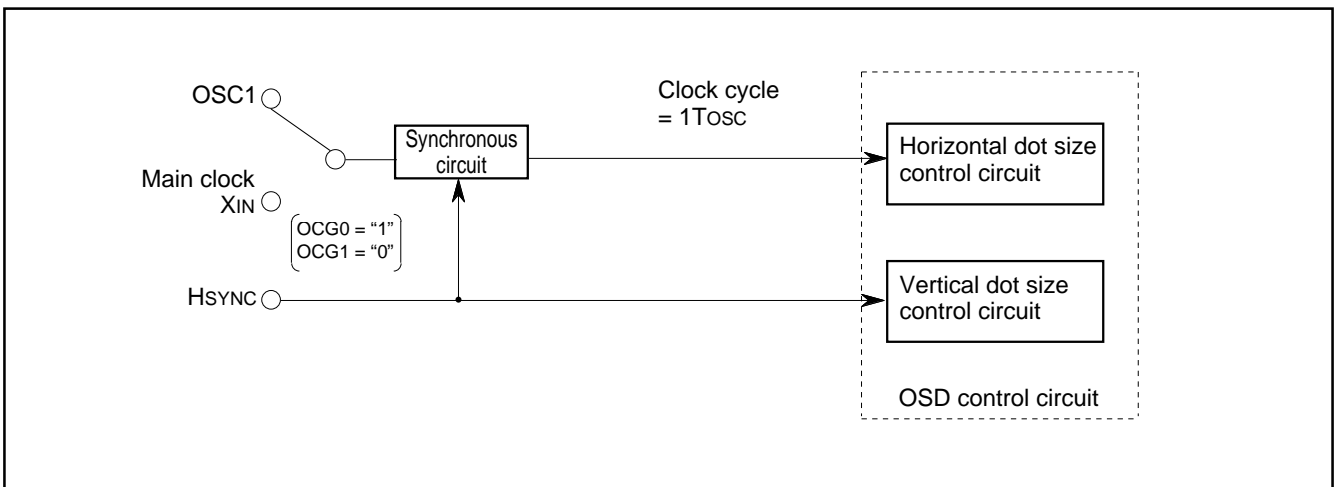 OSC1
Main clock
XIN
OCG0 = “1”
OCG1 = “0”
HSYNC
Synchronous
circuit
Clock cycle
= 1TOSC
Horizontal dot size
control circuit
Vertical dot size
control circuit
OSD control circuit